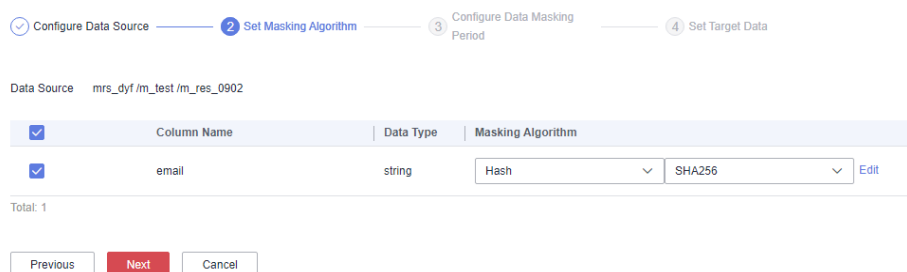 Configure Data Source
2 Set Masking Algorithm
3 Configure Data Masking
Period
4 Set Target Data
Data Source mrs_dyf /m_test /m_res_0902
Column Name Data Type Masking Algorithm
email string Hash SHA256 Edit
Total: 1
Previous Next Cancel